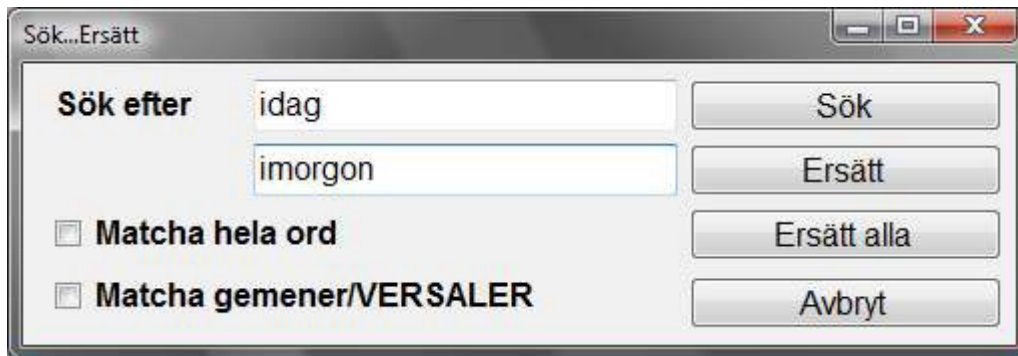 Sök...Ersätt
Sök efter idag Sök
imorgon Ersätt
Matcha hela ord Ersätt alla
Matcha gemener/VERSALER Avbryt